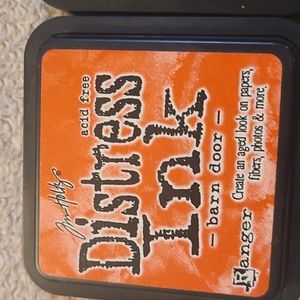 acid free
Tim Holtz
Distress
Ink
— barn door —
Ranger
Create an aged look on papers,
fibers, photos & more.